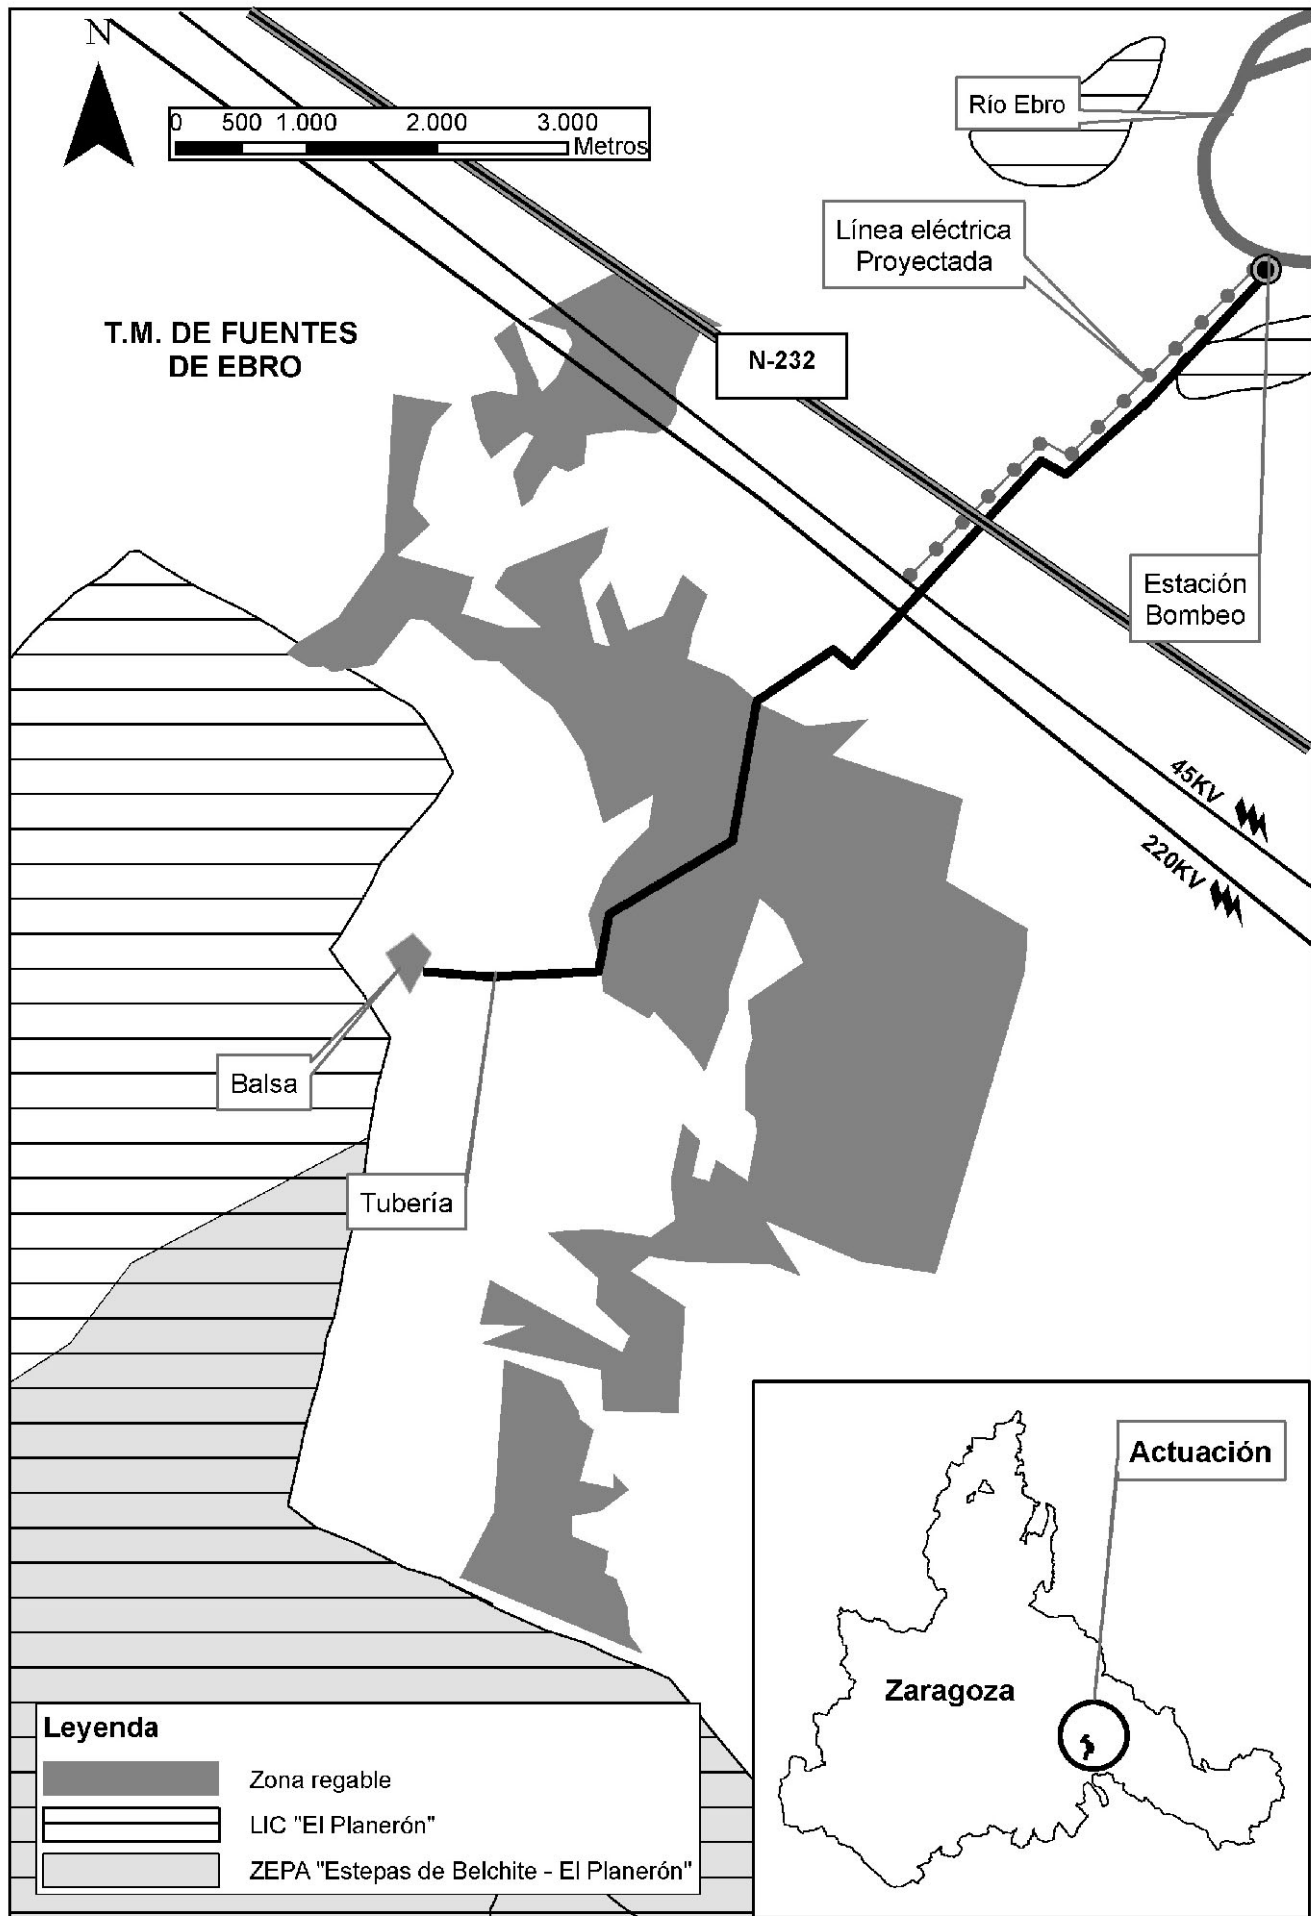 N
0 500 1.000 2.000 3.000
Metros
Río Ebro
Línea eléctrica
Proyectada
T.M. DE FUENTES
DE EBRO
N-232
Estación
Bombeo
45KV
220KV
Balsa
Tubería
Actuación
Zaragoza
Leyenda
Zona regable
LIC "El Planerón"
ZEPA "Estepas de Belchite - El Planerón"